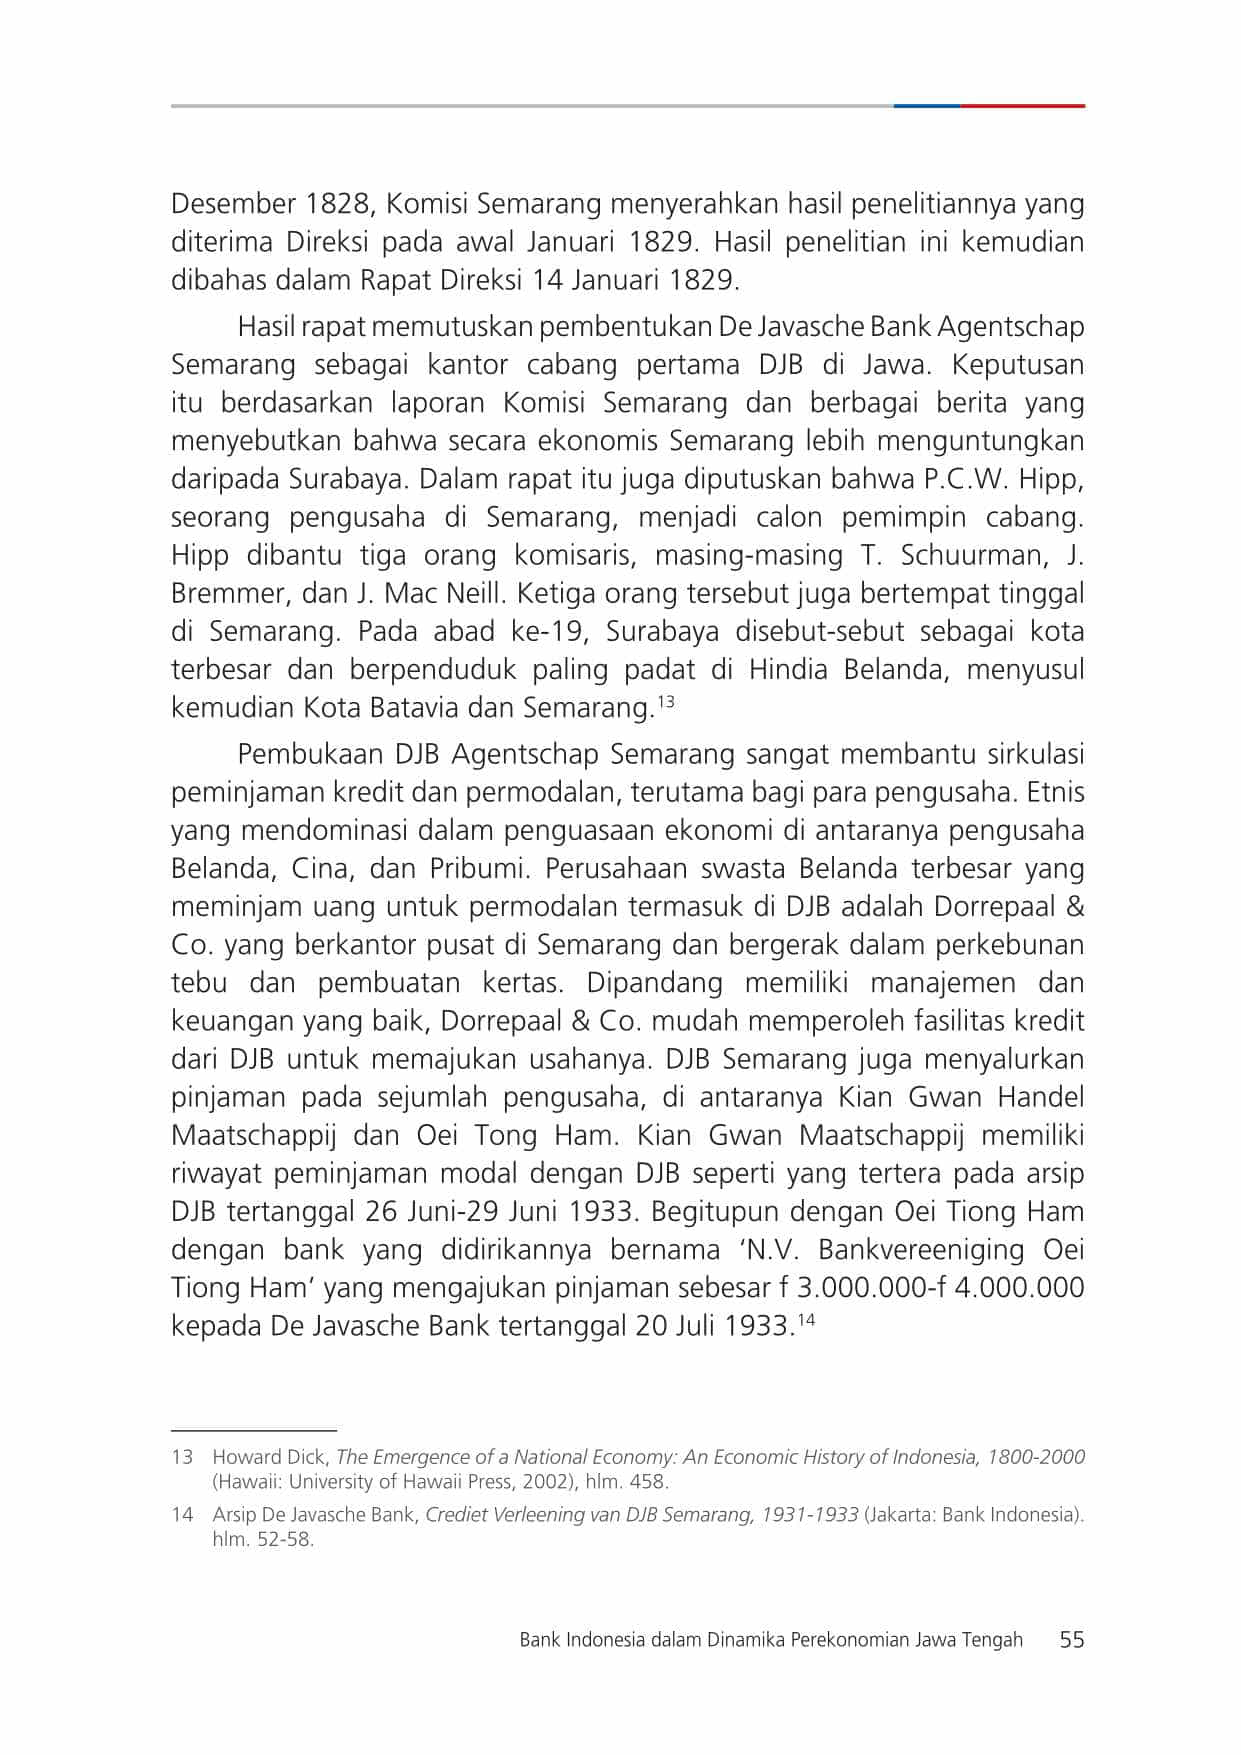 Desember 1828, Komisi Semarang menyerahkan hasil penelitiannya yang
diterima Direksi pada awal Januari 1829. Hasil penelitian ini kemudian
dibahas dalam Rapat Direksi 14 Januari 1829.
Hasil rapat memutuskan pembentukan De Javasche Bank Agentschap
Semarang sebagai kantor cabang pertama DJB di Jawa. Keputusan
itu berdasarkan laporan Komisi Semarang dan berbagai berita yang
menyebutkan bahwa secara ekonomis Semarang lebih menguntungkan
daripada Surabaya. Dalam rapat itu juga diputuskan bahwa P.C.W. Hipp,
seorang pengusaha di Semarang, menjadi calon pemimpin cabang.
Hipp dibantu tiga orang komisaris, masing-masing T. Schuurman, J.
Bremmer, dan J. Mac Neill. Ketiga orang tersebut juga bertempat tinggal
di Semarang. Pada abad ke-19, Surabaya disebut-sebut sebagai kota
terbesar dan berpenduduk paling padat di Hindia Belanda, menyusul
kemudian Kota Batavia dan Semarang.13
Pembukaan DJB Agentschap Semarang sangat membantu sirkulasi
peminjaman kredit dan permodalan, terutama bagi para pengusaha. Etnis
yang mendominasi dalam penguasaan ekonomi di antaranya pengusaha
Belanda, Cina, dan Pribumi. Perusahaan swasta Belanda terbesar yang
meminjam uang untuk permodalan termasuk di DJB adalah Dorrepaal &
Co. yang berkantor pusat di Semarang dan bergerak dalam perkebunan
tebu dan pembuatan kertas. Dipandang memiliki manajemen dan
keuangan yang baik, Dorrepaal & Co. mudah memperoleh fasilitas kredit
dari DJB untuk memajukan usahanya. DJB Semarang juga menyalurkan
pinjaman pada sejumlah pengusaha, di antaranya Kian Gwan Handel
Maatschappij dan Oei Tong Ham. Kian Gwan Maatschappij memiliki
riwayat peminjaman modal dengan DJB seperti yang tertera pada arsip
DJB tertanggal 26 Juni-29 Juni 1933. Begitupun dengan Oei Tiong Ham
dengan bank yang didirikannya bernama ‘N.V. Bankvereeniging Oei
Tiong Ham’ yang mengajukan pinjaman sebesar f 3.000.000-f 4.000.000
kepada De Javasche Bank tertanggal 20 Juli 1933.14
13 Howard Dick, The Emergence of a National Economy: An Economic History of Indonesia, 1800-2000
(Hawaii: University of Hawaii Press, 2002), hlm. 458.
14 Arsip De Javasche Bank, Crediet Verleening van DJB Semarang, 1931-1933 (Jakarta: Bank Indonesia).
hlm. 52-58.
Bank Indonesia dalam Dinamika Perekonomian Jawa Tengah 55